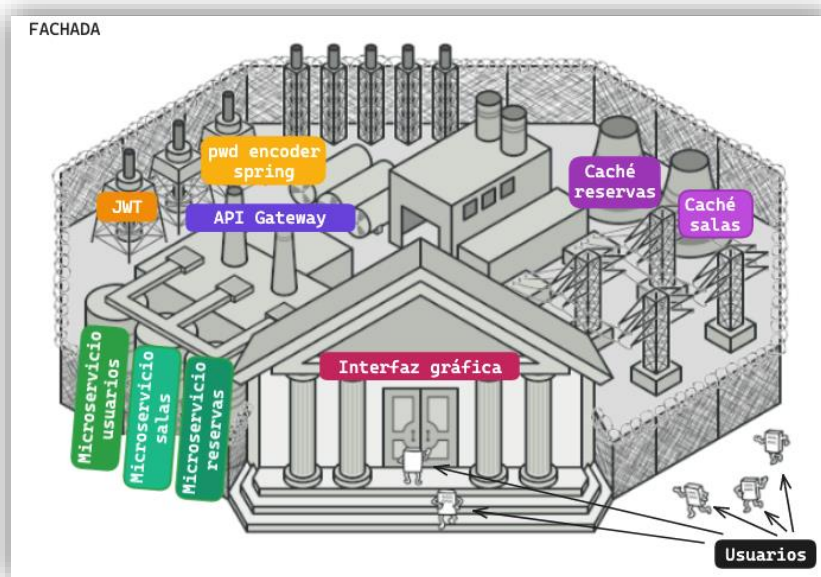 FACHADA
pwd encoder
spring
JWT
API Gateway
Caché
reservas
Caché
salas
Interfaz gráfica
Microservicio
usuarios
Microservicio
salas
Microservicio
reservas
Usuarios